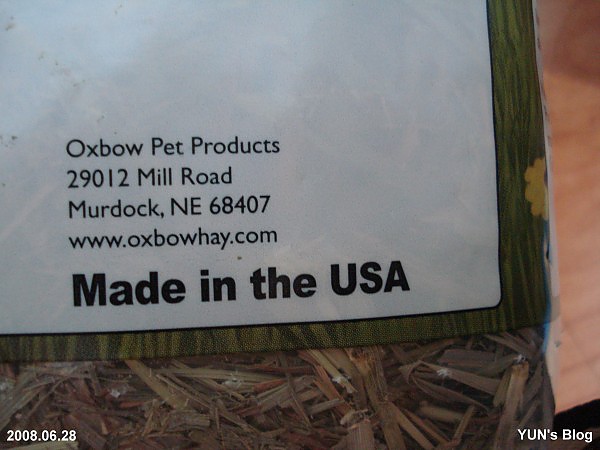 Oxbow Pet Products
29012 Mill Road
Murdock, NE 68407
www.oxbowhay.com
Made in the USA
2008.06.28
YUN's Blog